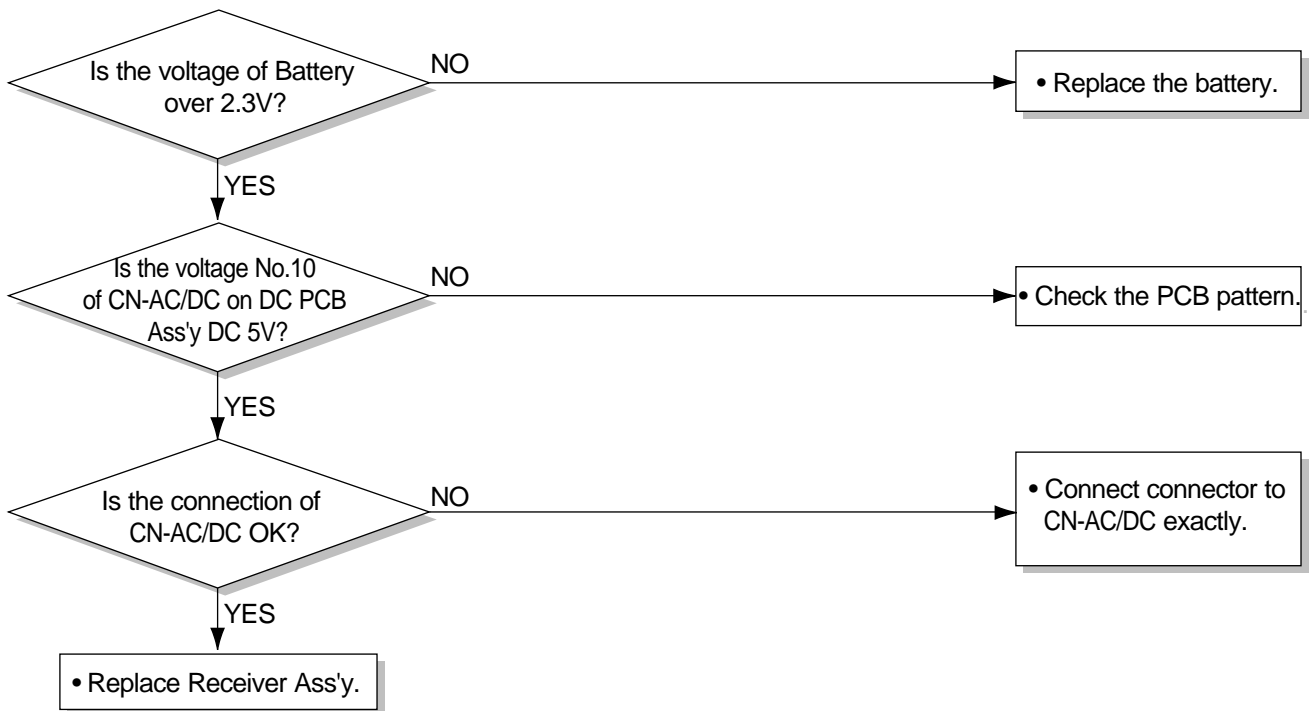 Is the voltage of Battery
over 2.3V?
NO
• Replace the battery.
YES
Is the voltage No.10
of CN-AC/DC on DC PCB
Ass'y DC 5V?
NO
• Check the PCB pattern.
YES
Is the connection of
CN-AC/DC OK?
NO
• Connect connector to
CN-AC/DC exactly.
YES
• Replace Receiver Ass'y.